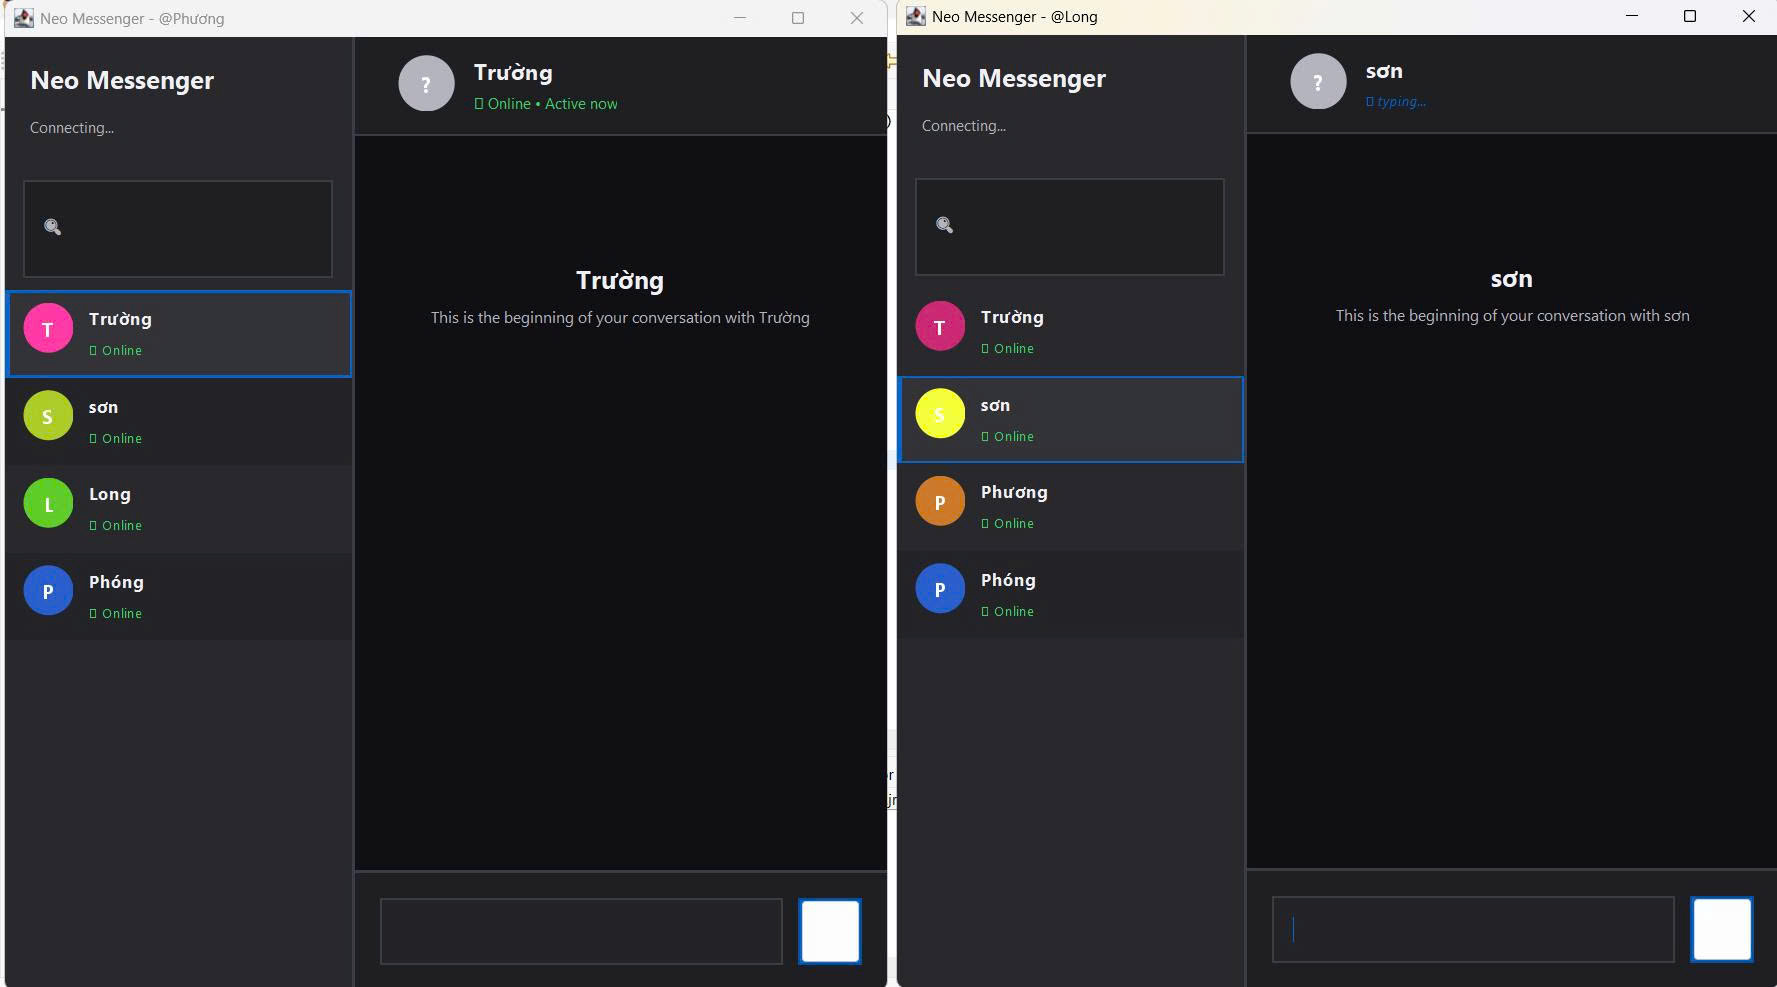 Neo Messenger - @Phương
Neo Messenger
Connecting...
T
Trường
Online
S
sơn
Online
L
Long
Online
P
Phóng
Online
?
Trường
Online • Active now
Trường
This is the beginning of your conversation with Trường
Neo Messenger - @Long
Neo Messenger
Connecting...
T
Trường
Online
S
sơn
Online
P
Phương
Online
P
Phóng
Online
?
sơn
typing...
sơn
This is the beginning of your conversation with sơn